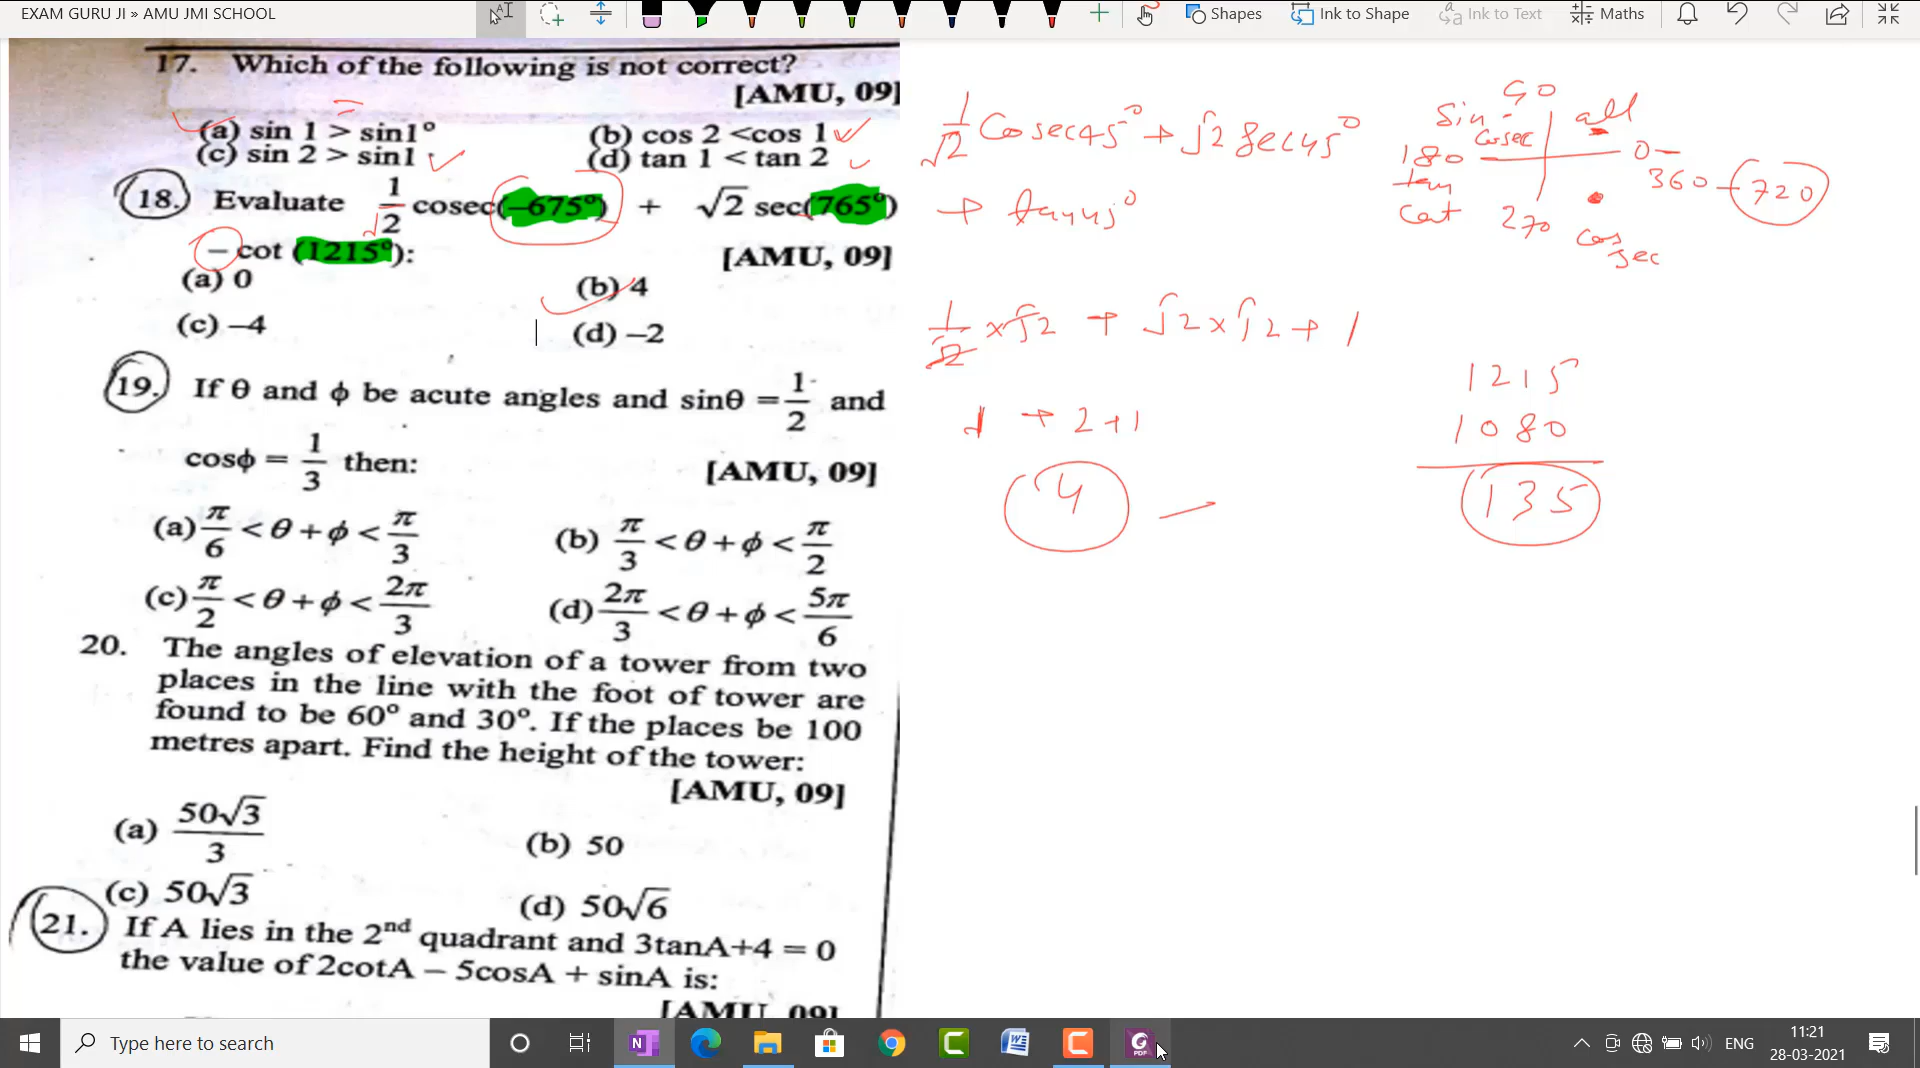 EXAM GURU JI » AMU JMI SCHOOL
Shapes Ink to Shape Ink to Text Maths
17. Which of the following is not correct?
[AMU, 09]
(a) sin 1 > sin1° (b) cos 2 <cos 1
(c) sin 2 > sin1 (d) tan 1 < tan 2
18. Evaluate 1/√2 cosec(–675°) + √2 sec(765°)
– cot (1215°): [AMU, 09]
(a) 0 (b) 4
(c) –4 (d) –2
19. If θ and ϕ be acute angles and sinθ = 1/2 and
cosϕ = 1/3 then: [AMU, 09]
(a) π/6 < θ + ϕ < π/3 (b) π/3 < θ + ϕ < π/2
(c) π/2 < θ + ϕ < 2π/3 (d) 2π/3 < θ + ϕ < 5π/6
20. The angles of elevation of a tower from two
places in the line with the foot of tower are
found to be 60° and 30°. If the places be 100
metres apart. Find the height of the tower:
[AMU, 09]
(a) 50√3/3 (b) 50
(c) 50√3 (d) 50√6
21. If A lies in the 2nd quadrant and 3tanA+4 = 0
the value of 2cotA – 5cosA + sinA is:
[AMU, 09]
1/√2 Cosec45° + √2 sec45°
+ tan45°
1/√2 x √2 + √2 x √2 + 1
1 + 2 + 1
4
90
sin all
cosec
180 0
tan 360 – 720
cot 270 cos
sec
1215
1080
135
Type here to search
ENG
11:21
28-03-2021